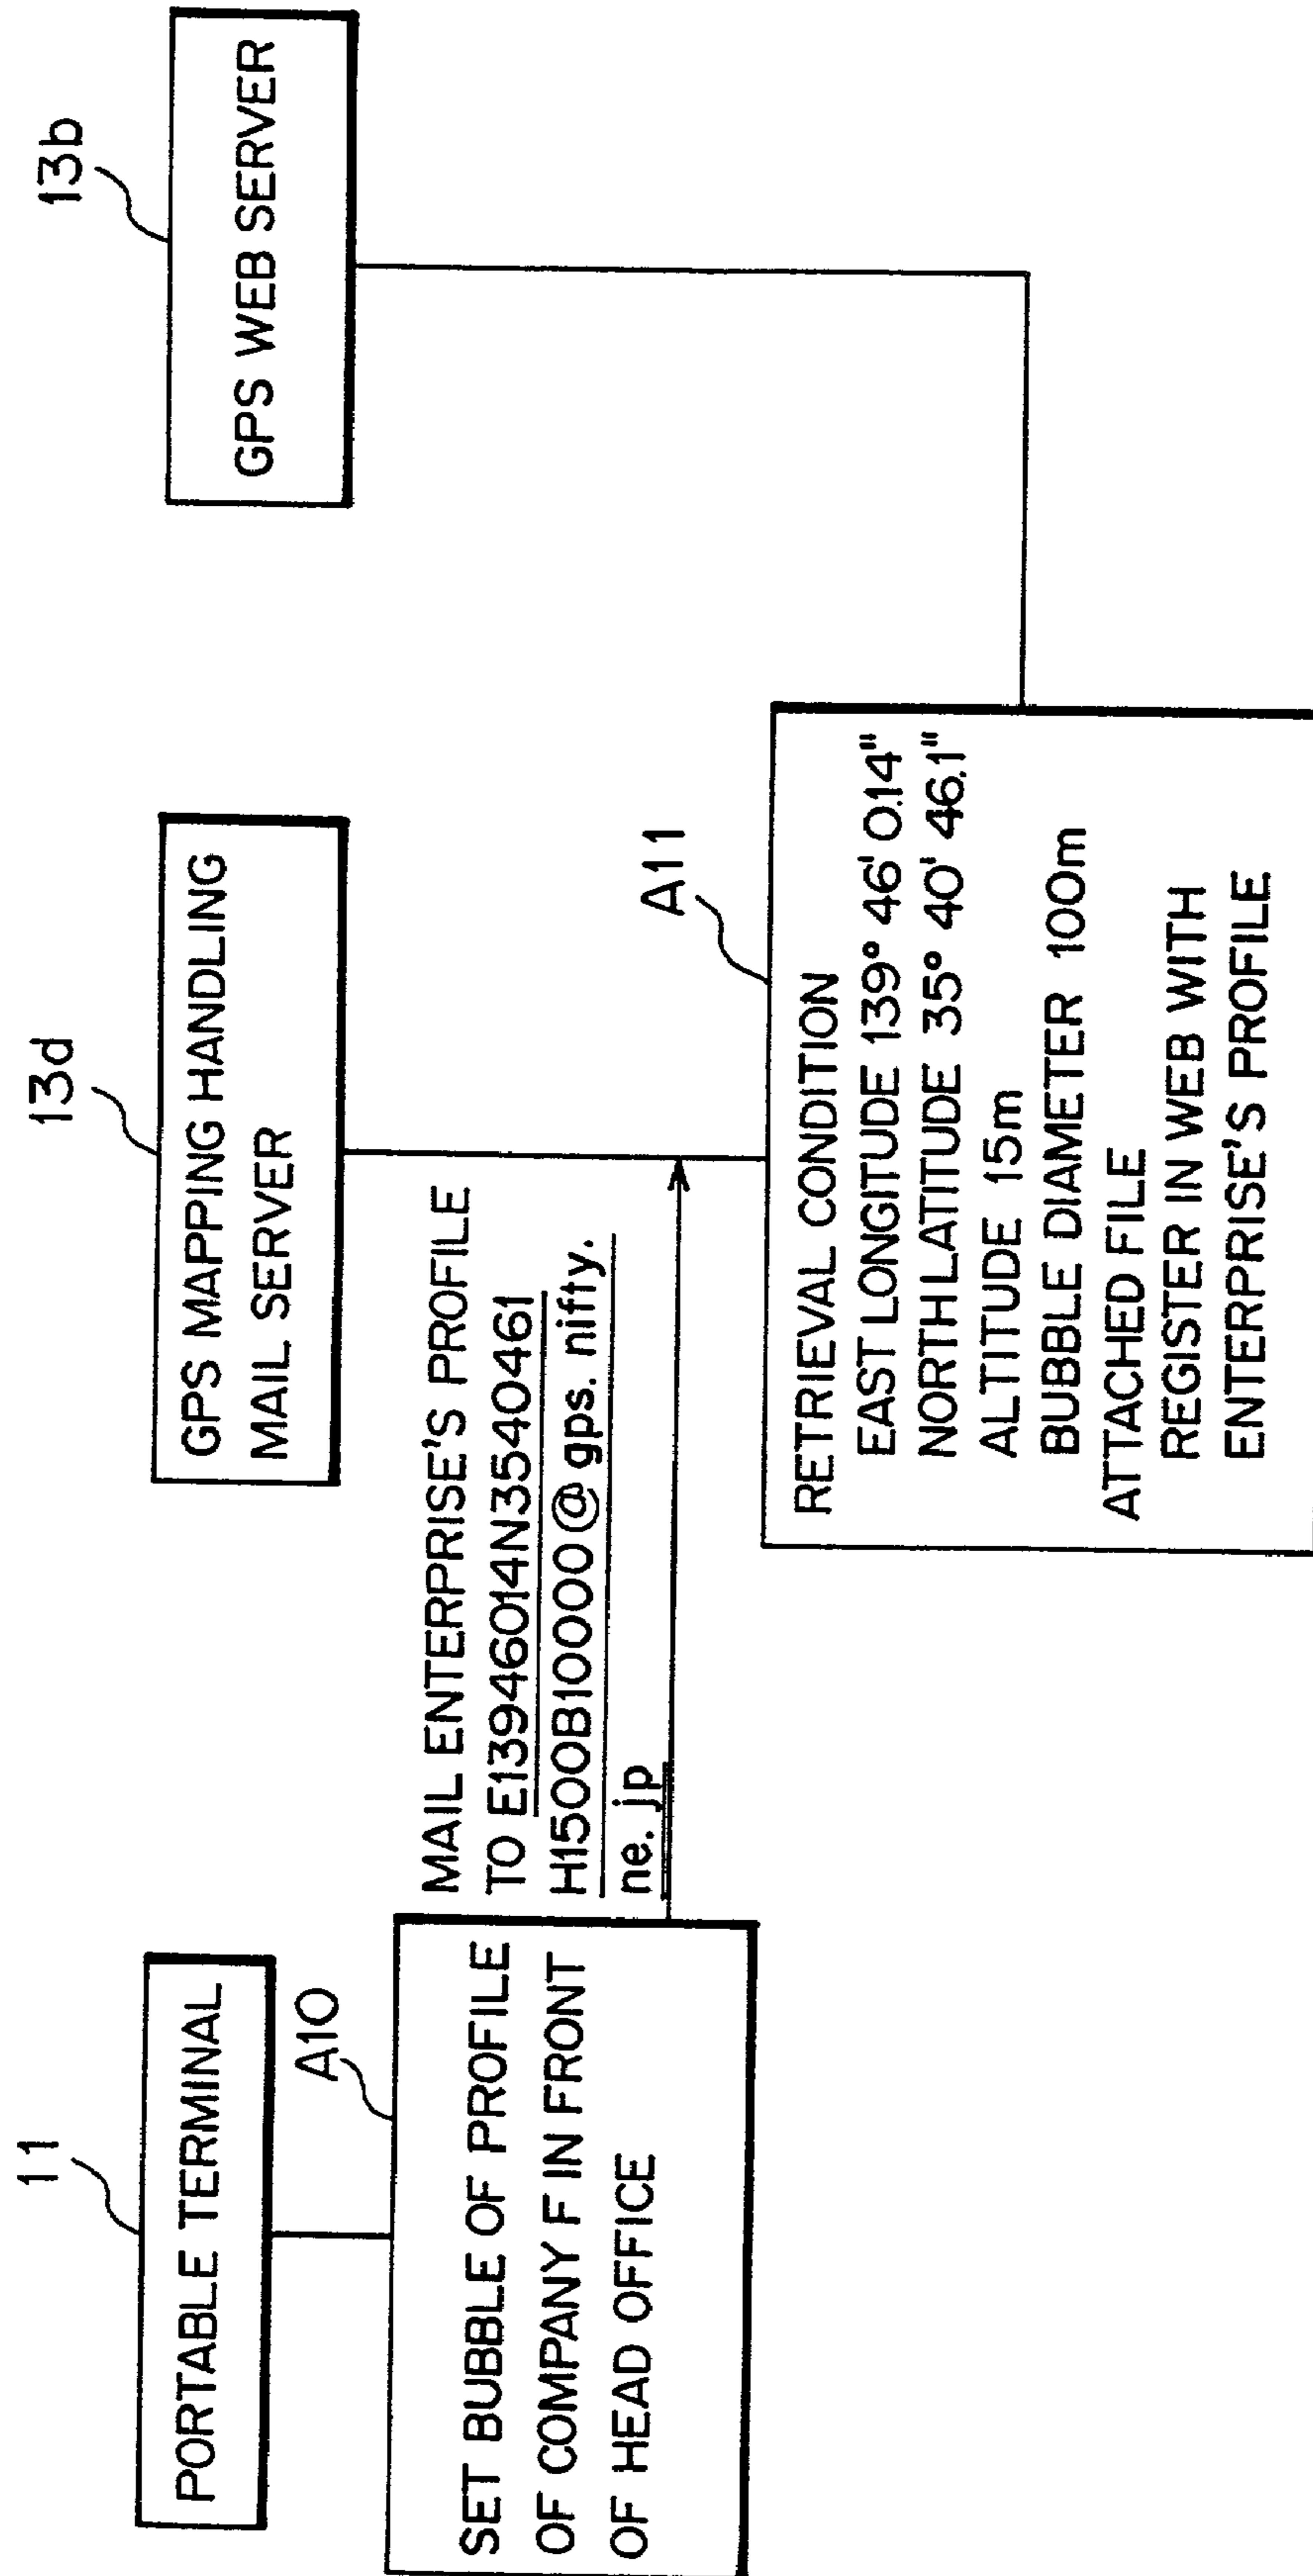 11
PORTABLE TERMINAL
A10
SET BUBBLE OF PROFILE
OF COMPANY F IN FRONT
OF HEAD OFFICE
MAIL ENTERPRISE'S PROFILE
TO E13946014N3540461
H1500B10000@gps. nifty.
ne. jp
13d
GPS MAPPING HANDLING
MAIL SERVER
A11
RETRIEVAL CONDITION
EAST LONGITUDE 139° 46' 0.14"
NORTH LATITUDE 35° 40' 46.1"
ALTITUDE 15m
BUBBLE DIAMETER 100m
ATTACHED FILE
REGISTER IN WEB WITH
ENTERPRISE'S PROFILE
13b
GPS WEB SERVER